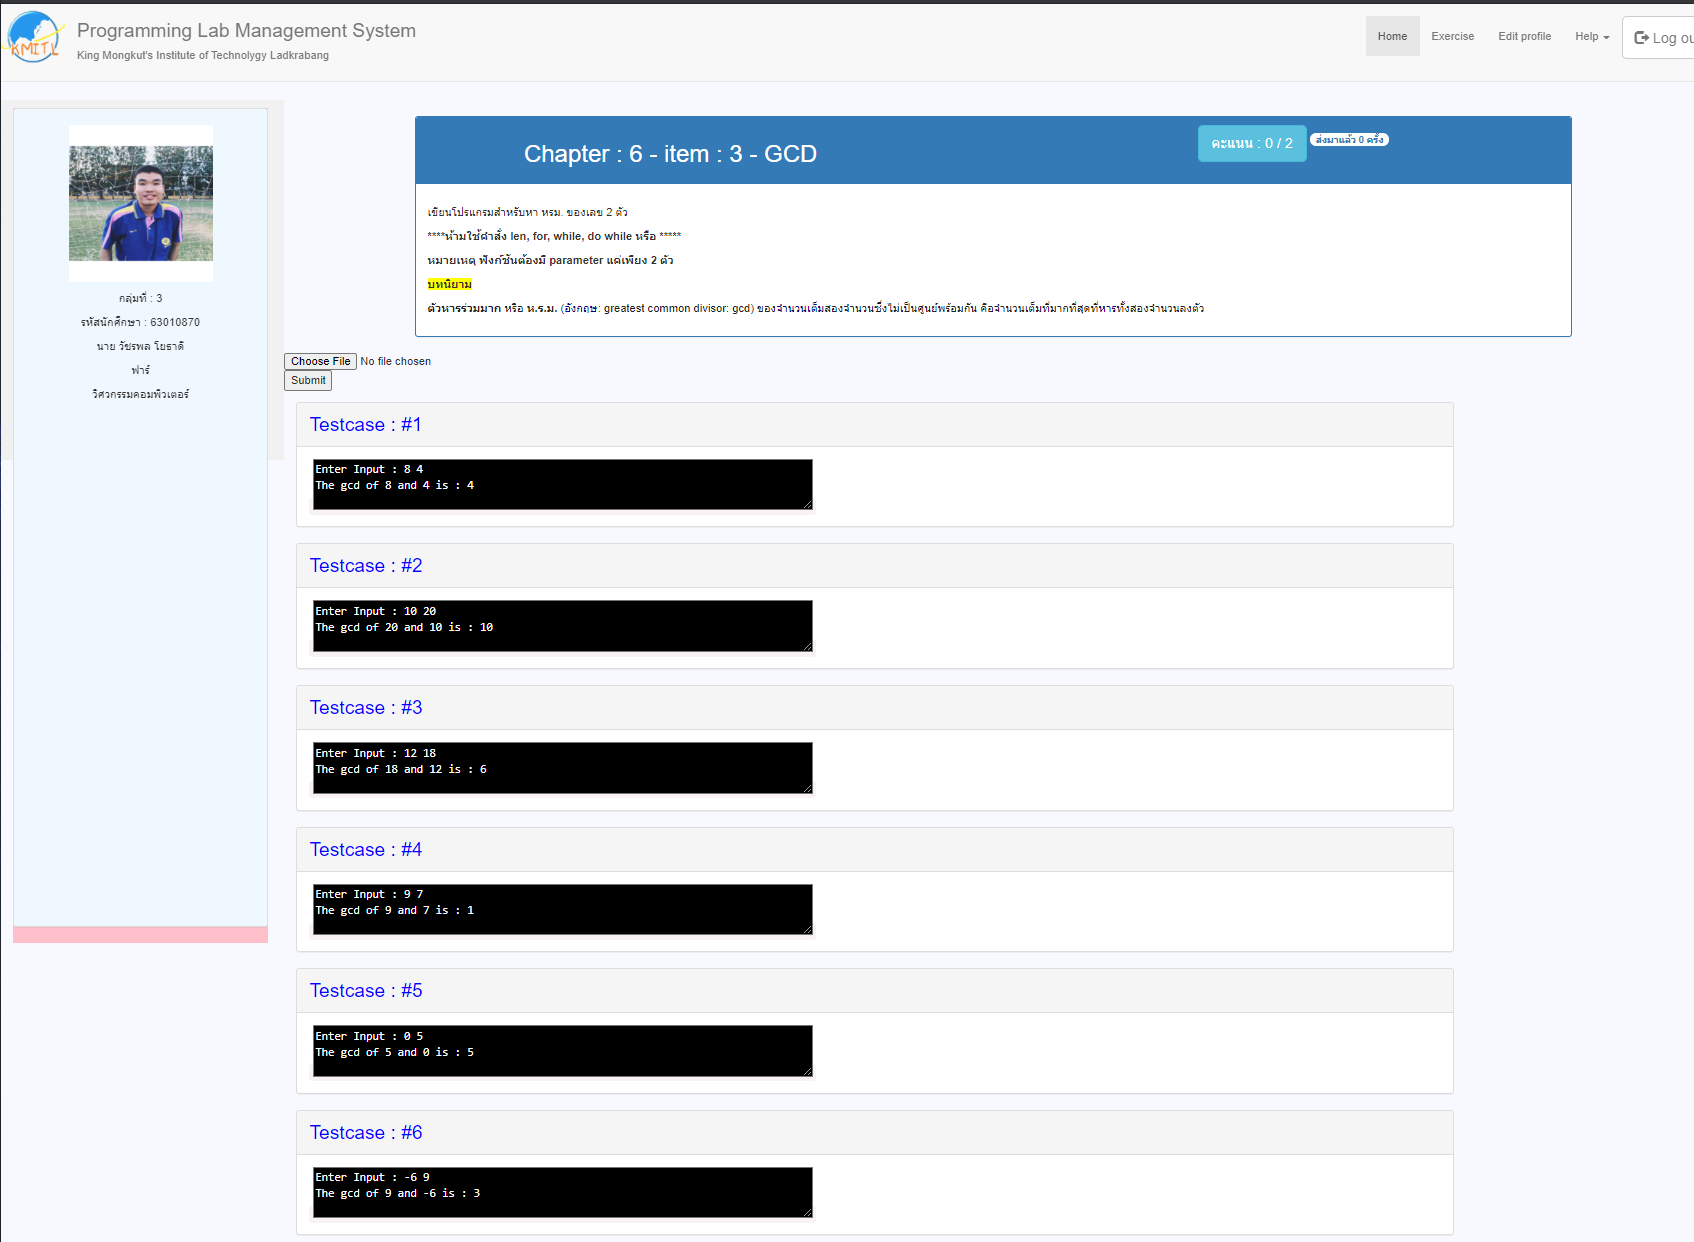 KMITL
Programming Lab Management System
King Mongkut's Institute of Technolygy Ladkrabang
Home
Exercise
Edit profile
Help
Log ou
กลุ่มที่ : 3
รหัสนักศึกษา : 63010870
นาย วัชรพล โยธาดี
ฟาร์
วิศวกรรมคอมพิวเตอร์
Chapter : 6 - item : 3 - GCD
คะแนน : 0 / 2
ส่งมาแล้ว 0 ครั้ง
เขียนโปรแกรมสำหรับหา หรม. ของเลข 2 ตัว
****ห้ามใช้คำสั่ง len, for, while, do while หรือ *****
หมายเหตุ ฟังก์ชันต้องมี parameter แค่เพียง 2 ตัว
บทนิยาม
ตัวหารร่วมมาก หรือ ห.ร.ม. (อังกฤษ: greatest common divisor: gcd) ของจำนวนเต็มสองจำนวนซึ่งไม่เป็นศูนย์พร้อมกัน คือจำนวนเต็มที่มากที่สุดที่หารทั้งสองจำนวนลงตัว
Choose File No file chosen
Submit
Testcase : #1
Enter Input : 8 4
The gcd of 8 and 4 is : 4
Testcase : #2
Enter Input : 10 20
The gcd of 20 and 10 is : 10
Testcase : #3
Enter Input : 12 18
The gcd of 18 and 12 is : 6
Testcase : #4
Enter Input : 9 7
The gcd of 9 and 7 is : 1
Testcase : #5
Enter Input : 0 5
The gcd of 5 and 0 is : 5
Testcase : #6
Enter Input : -6 9
The gcd of 9 and -6 is : 3